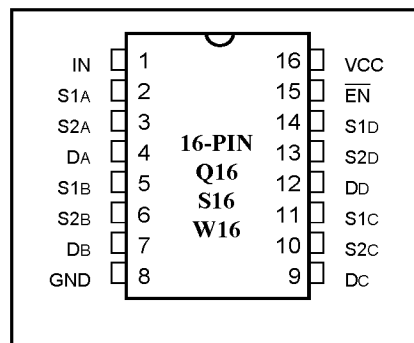 IN 1 16 VCC
S1A 2 15 EN
S2A 3 14 S1D
DA 4 13 S2D
S1B 5 12 DD
S2B 6 11 S1C
DB 7 10 S2C
GND 8 9 DC
16-PIN
Q16
S16
W16